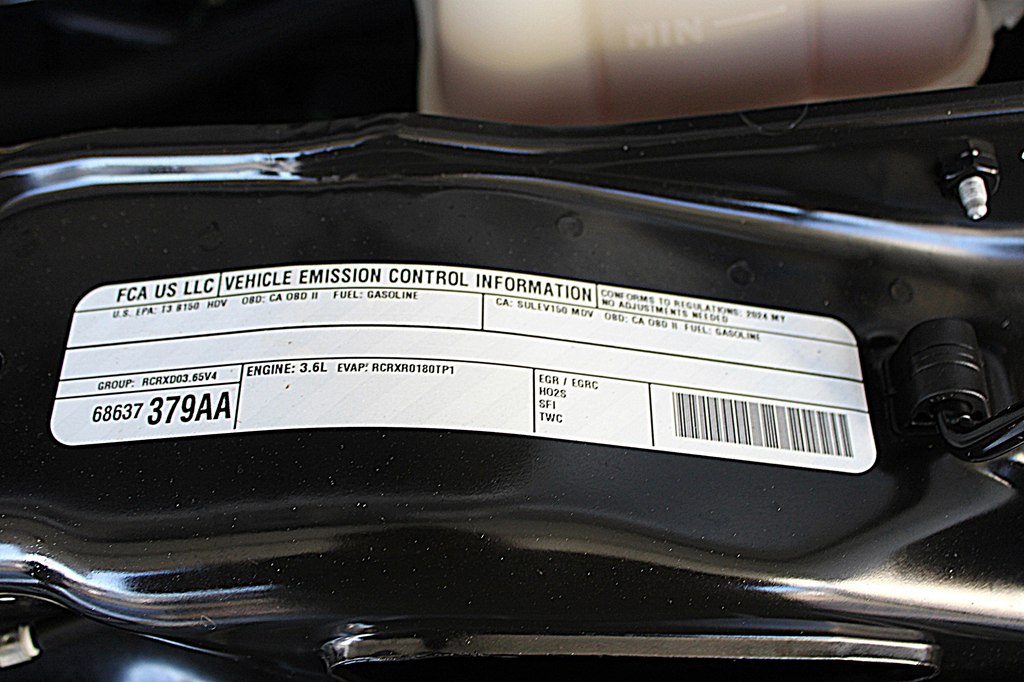 MIN
FCA US LLC VEHICLE EMISSION CONTROL INFORMATION CONFORMS TO REGULATIONS: 2024 MY
NO ADJUSTMENTS NEEDED
U.S. EPA: T3 B150 HDV OBD: CA OBD II FUEL: GASOLINE CA: SULEV150 MDV OBD: CA OBD II FUEL: GASOLINE
GROUP: RCRXD03.65V4
68637 379AA
ENGINE: 3.6L EVAP: RCRXR0180TP1
EGR / EGRC
HO2S
SFI
TWC